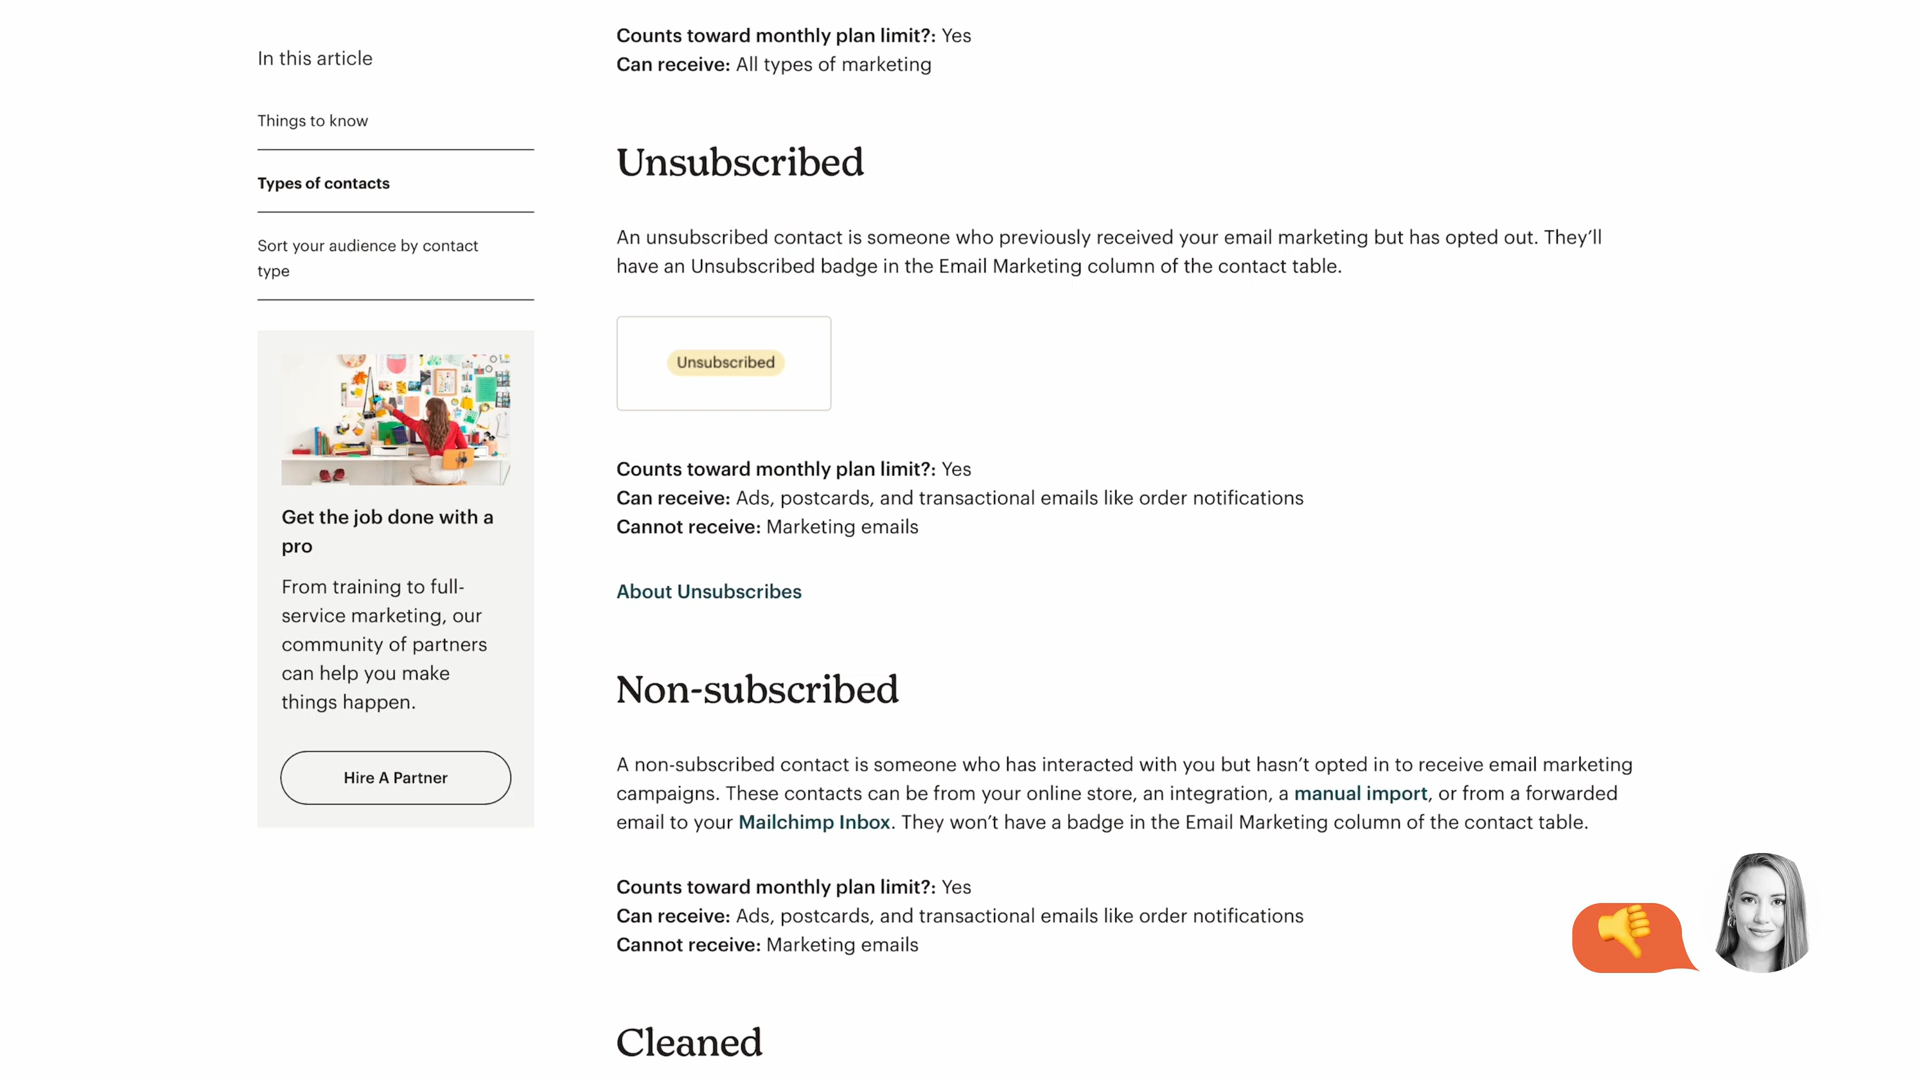 In this article
Things to know
Types of contacts
Sort your audience by contact
type
Get the job done with a
pro
From training to full-
service marketing, our
community of partners
can help you make
things happen.
Hire A Partner
Counts toward monthly plan limit?: Yes
Can receive: All types of marketing
Unsubscribed
An unsubscribed contact is someone who previously received your email marketing but has opted out. They’ll
have an Unsubscribed badge in the Email Marketing column of the contact table.
Unsubscribed
Counts toward monthly plan limit?: Yes
Can receive: Ads, postcards, and transactional emails like order notifications
Cannot receive: Marketing emails
About Unsubscribes
Non-subscribed
A non-subscribed contact is someone who has interacted with you but hasn’t opted in to receive email marketing
campaigns. These contacts can be from your online store, an integration, a manual import, or from a forwarded
email to your Mailchimp Inbox. They won’t have a badge in the Email Marketing column of the contact table.
Counts toward monthly plan limit?: Yes
Can receive: Ads, postcards, and transactional emails like order notifications
Cannot receive: Marketing emails
Cleaned